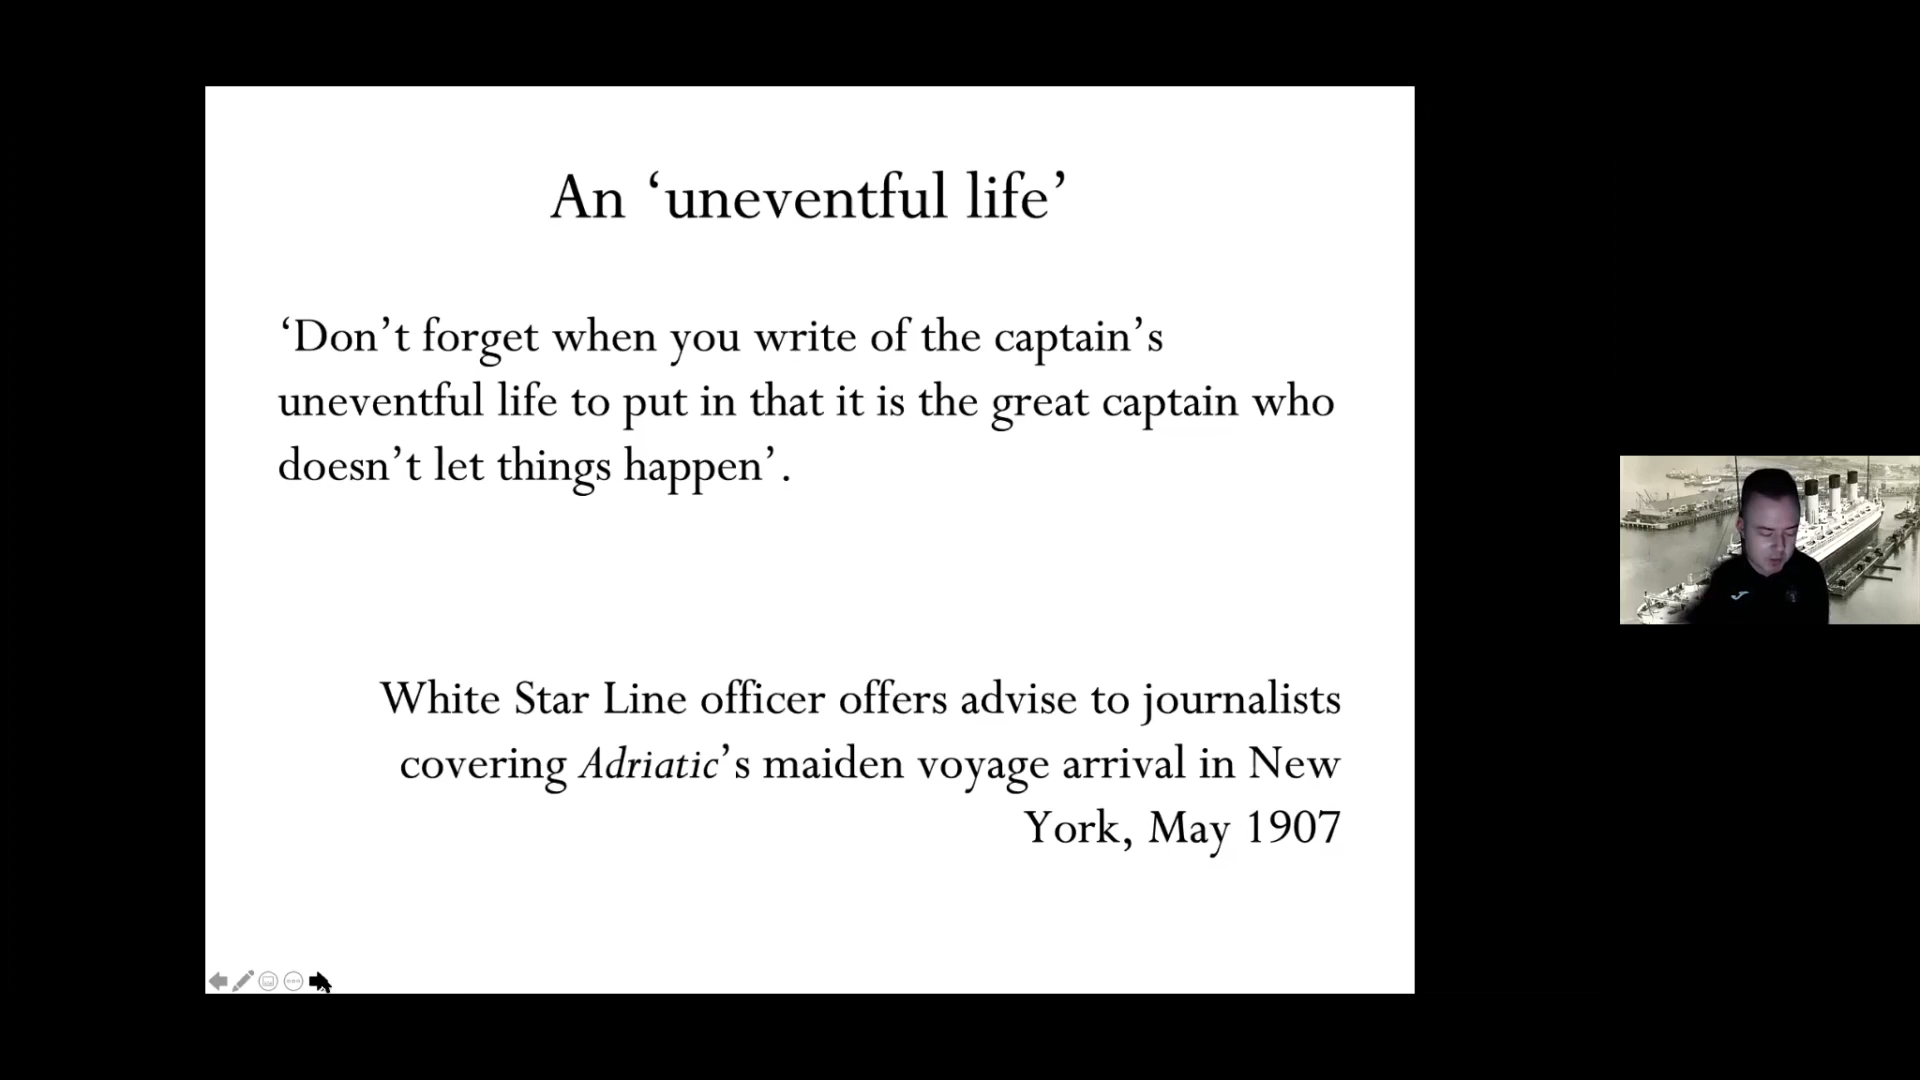 An ‘uneventful life’
‘Don’t forget when you write of the captain’s
uneventful life to put in that it is the great captain who
doesn’t let things happen’.
White Star Line officer offers advise to journalists
covering Adriatic’s maiden voyage arrival in New
York, May 1907